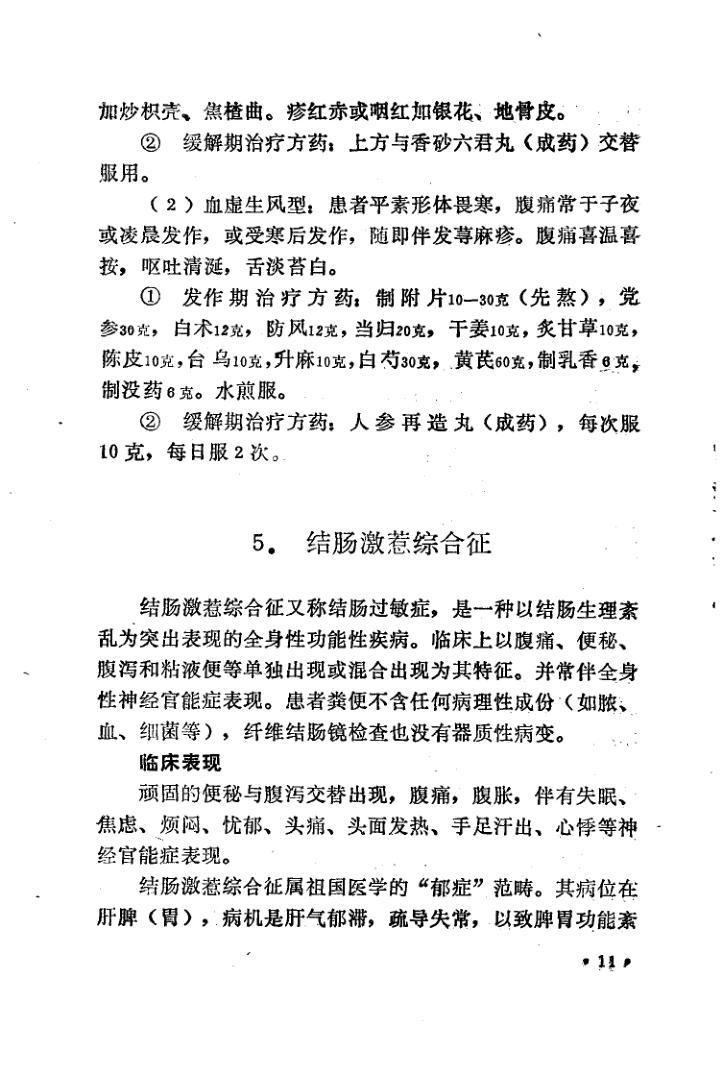 加炒枳壳、焦楂曲。疹红赤或咽红加银花、地骨皮。
② 缓解期治疗方药：上方与香砂六君丸（成药）交替
服用。
（2）血虚生风型：患者平素形体畏寒，腹痛常于子夜
或凌晨发作，或受寒后发作，随即伴发荨麻疹。腹痛喜温喜
按，呕吐清涎，舌淡苔白。
① 发作期治疗方药：制附片10—30克（先熬），党
参30克，白术12克，防风12克，当归20克，干姜10克，炙甘草10克，
陈皮10克，台乌10克，升麻10克，白芍30克，黄芪60克，制乳香6克，
制没药6克。水煎服。
② 缓解期治疗方药：人参再造丸（成药），每次服
10克，每日服2次。
5．结肠激惹综合征
结肠激惹综合征又称结肠过敏症，是一种以结肠生理紊
乱为突出表现的全身性功能性疾病。临床上以腹痛、便秘、
腹泻和粘液便等单独出现或混合出现为其特征。并常伴全身
性神经官能症表现。患者粪便不含任何病理性成份（如脓、
血、细菌等），纤维结肠镜检查也没有器质性病变。
临床表现
顽固的便秘与腹泻交替出现，腹痛，腹胀，伴有失眠、
焦虑、烦闷、忧郁、头痛、头面发热、手足汗出、心悸等神
经官能症表现。
结肠激惹综合征属祖国医学的“郁症”范畴。其病位在
肝脾（胃），病机是肝气郁滞，疏导失常，以致脾胃功能紊
• 11 •